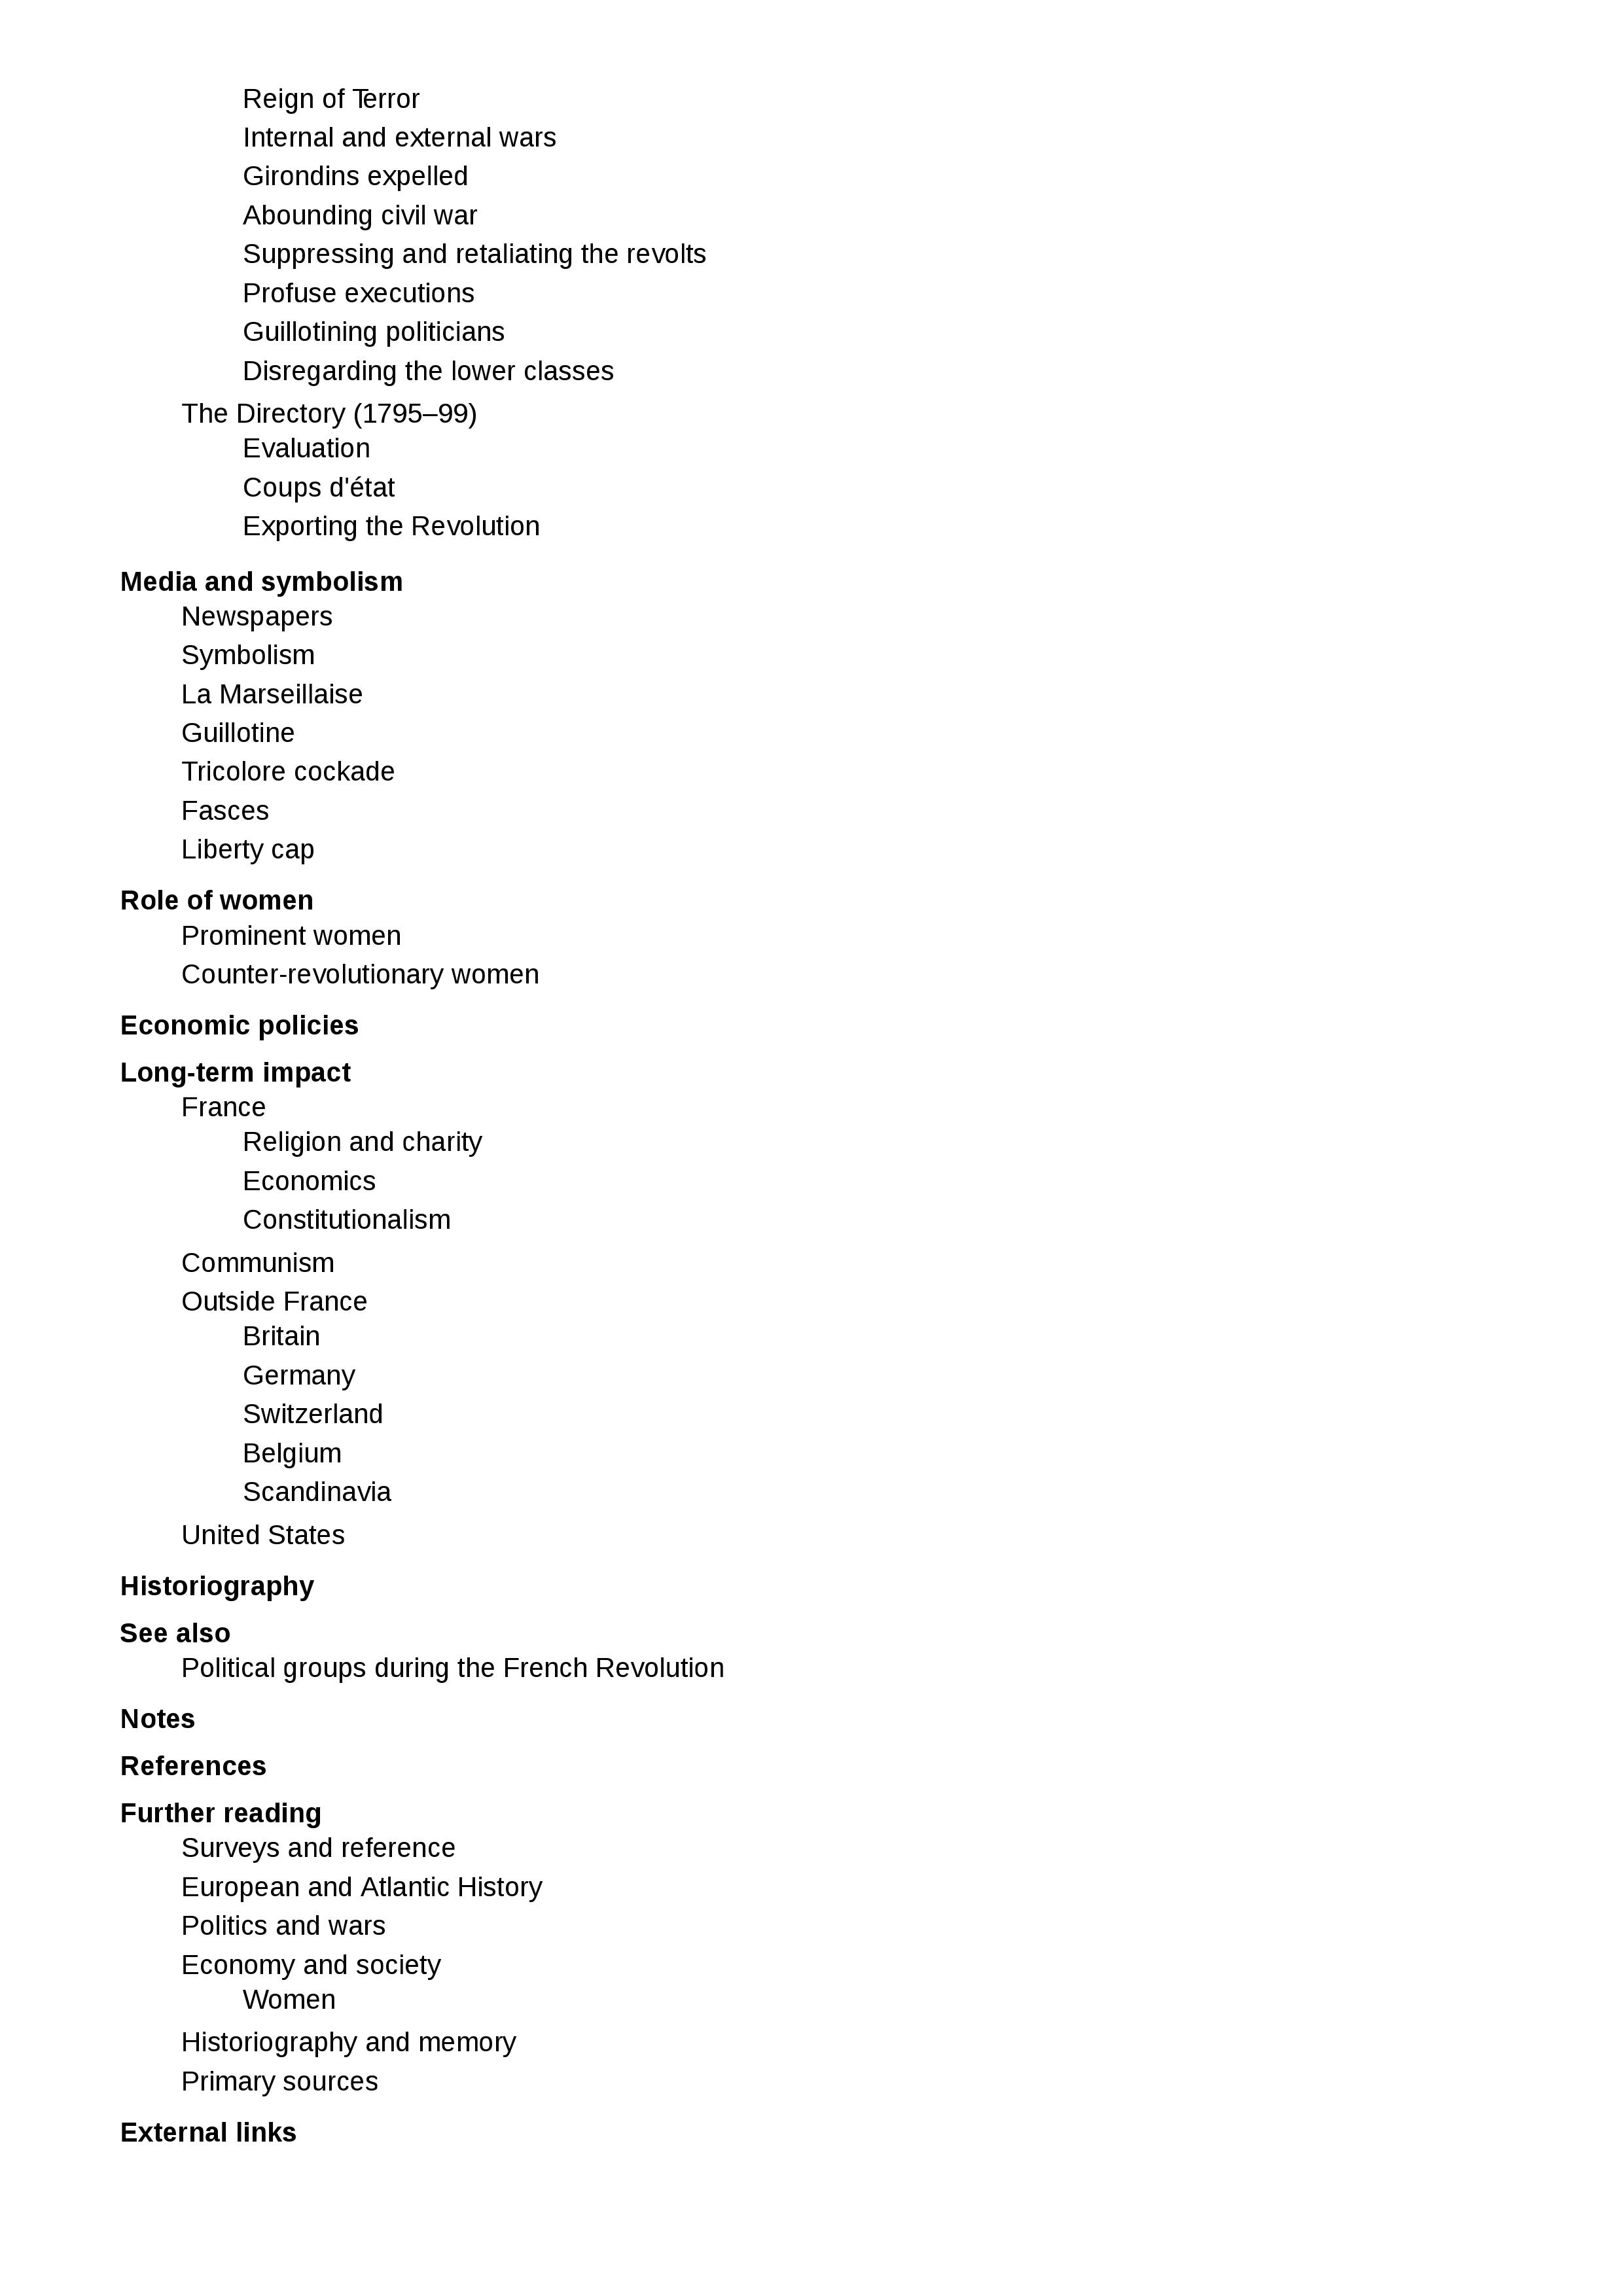 Reign of Terror
Internal and external wars
Girondins expelled
Abounding civil war
Suppressing and retaliating the revolts
Profuse executions
Guillotining politicians
Disregarding the lower classes
The Directory (1795–99)
Evaluation
Coups d'état
Exporting the Revolution
Media and symbolism
Newspapers
Symbolism
La Marseillaise
Guillotine
Tricolore cockade
Fasces
Liberty cap
Role of women
Prominent women
Counter-revolutionary women
Economic policies
Long-term impact
France
Religion and charity
Economics
Constitutionalism
Communism
Outside France
Britain
Germany
Switzerland
Belgium
Scandinavia
United States
Historiography
See also
Political groups during the French Revolution
Notes
References
Further reading
Surveys and reference
European and Atlantic History
Politics and wars
Economy and society
Women
Historiography and memory
Primary sources
External links